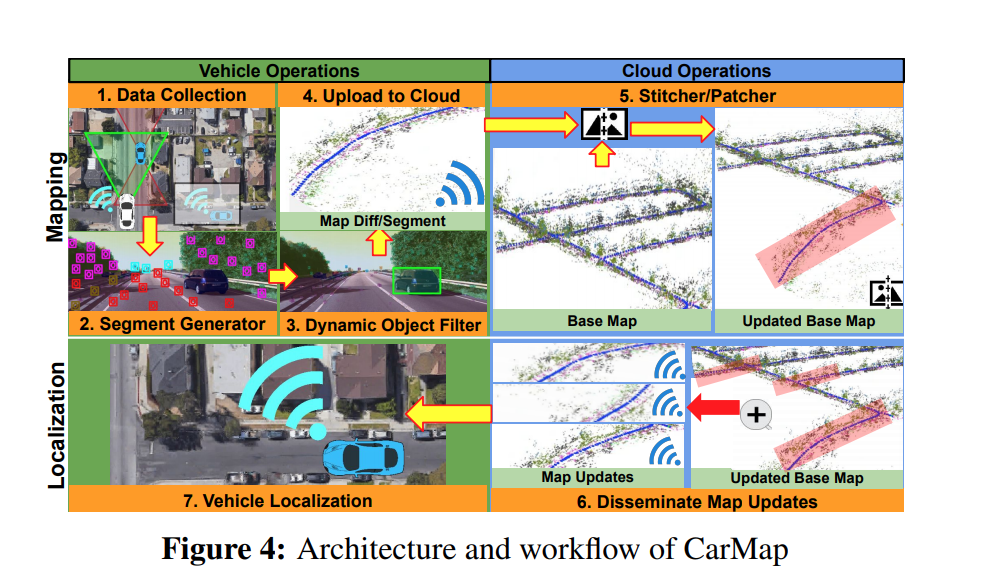 Vehicle Operations
Cloud Operations
1. Data Collection
4. Upload to Cloud
5. Stitcher/Patcher
Mapping
Map Diff/Segment
2. Segment Generator
3. Dynamic Object Filter
Base Map
Updated Base Map
Localization
Map Updates
Updated Base Map
7. Vehicle Localization
6. Disseminate Map Updates
Figure 4: Architecture and workflow of CarMap